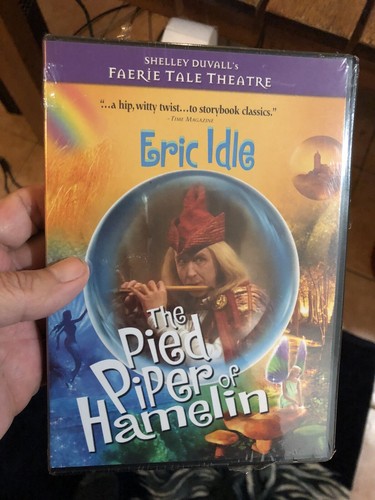 SHELLEY DUVALL's
FAERIE TALE THEATRE
“...a hip, witty twist...to storybook classics.”
- TIME MAGAZINE
Eric Idle
The
Pied
Piper of
Hamelin